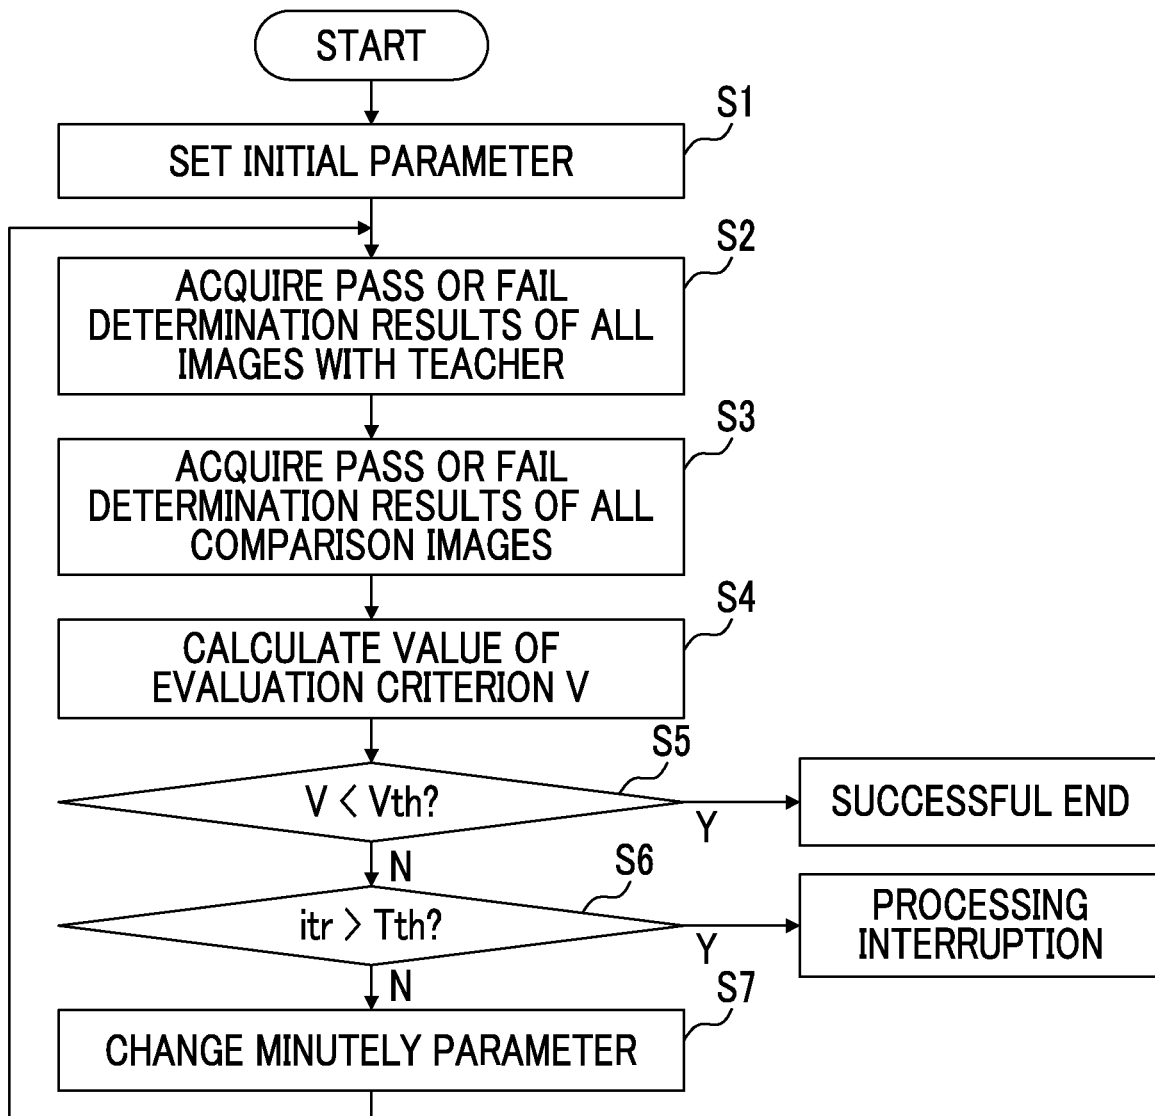 START
S1
SET INITIAL PARAMETER
S2
ACQUIRE PASS OR FAIL
DETERMINATION RESULTS OF ALL
IMAGES WITH TEACHER
S3
ACQUIRE PASS OR FAIL
DETERMINATION RESULTS OF ALL
COMPARISON IMAGES
S4
CALCULATE VALUE OF
EVALUATION CRITERION V
S5
V < Vth?
Y
SUCCESSFUL END
N
S6
itr > Tth?
Y
PROCESSING
INTERRUPTION
N
S7
CHANGE MINUTELY PARAMETER